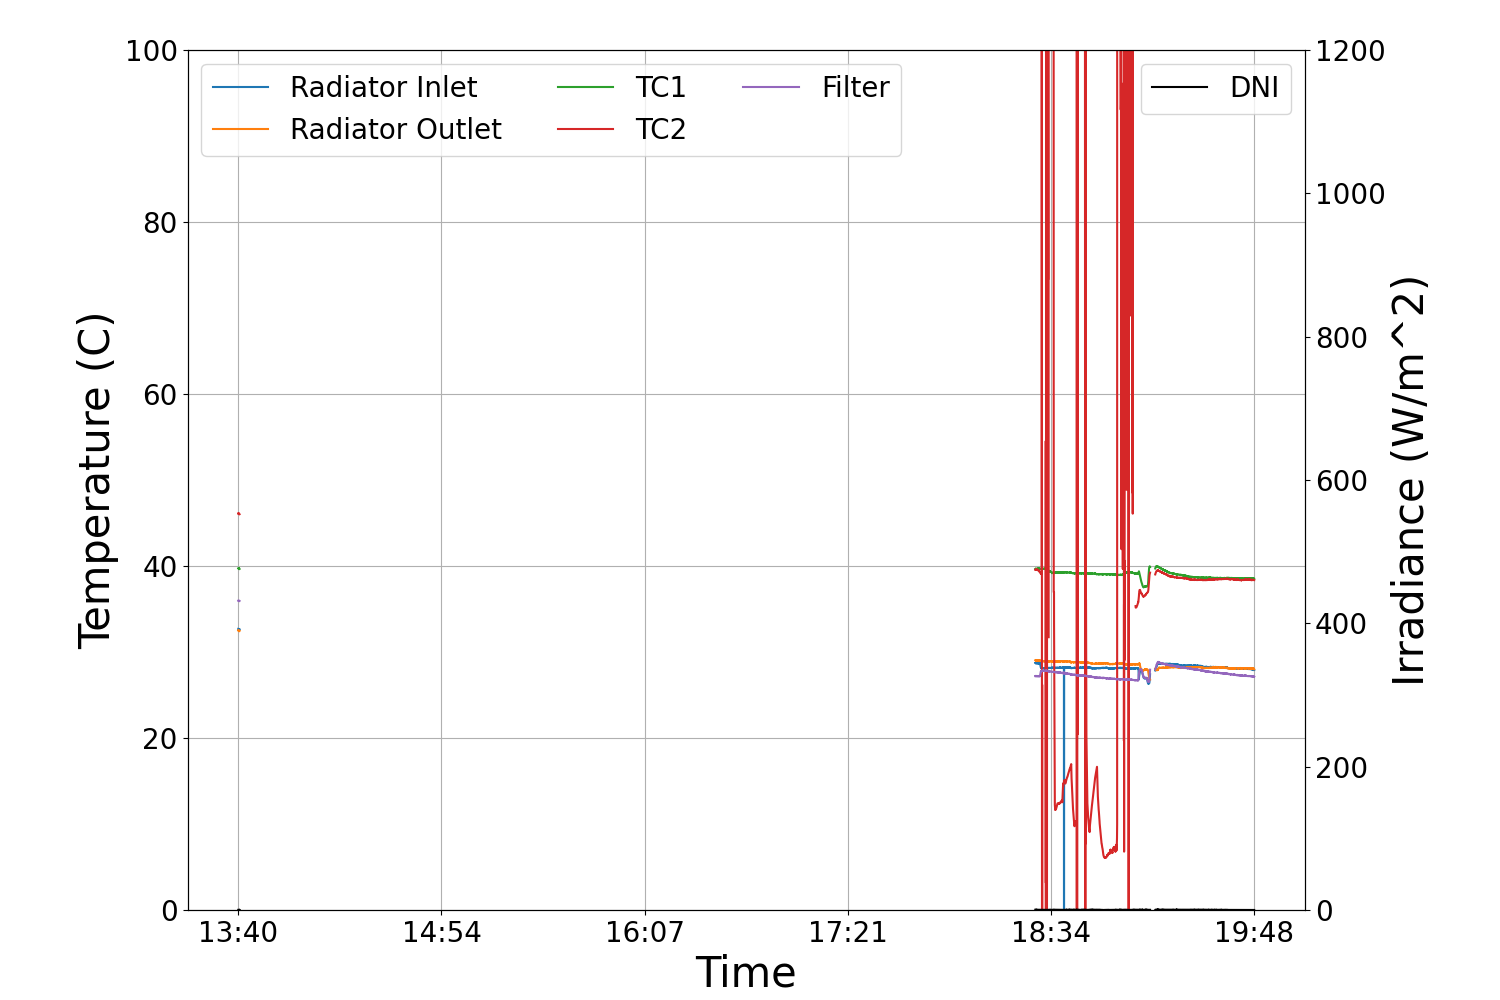 Radiator Inlet
Radiator Outlet
TC1
TC2
Filter
DNI
100
80
60
40
20
0
Temperature (C)
1200
1000
800
600
400
200
0
Irradiance (W/m^2)
13:40 14:54 16:07 17:21 18:34 19:48
Time